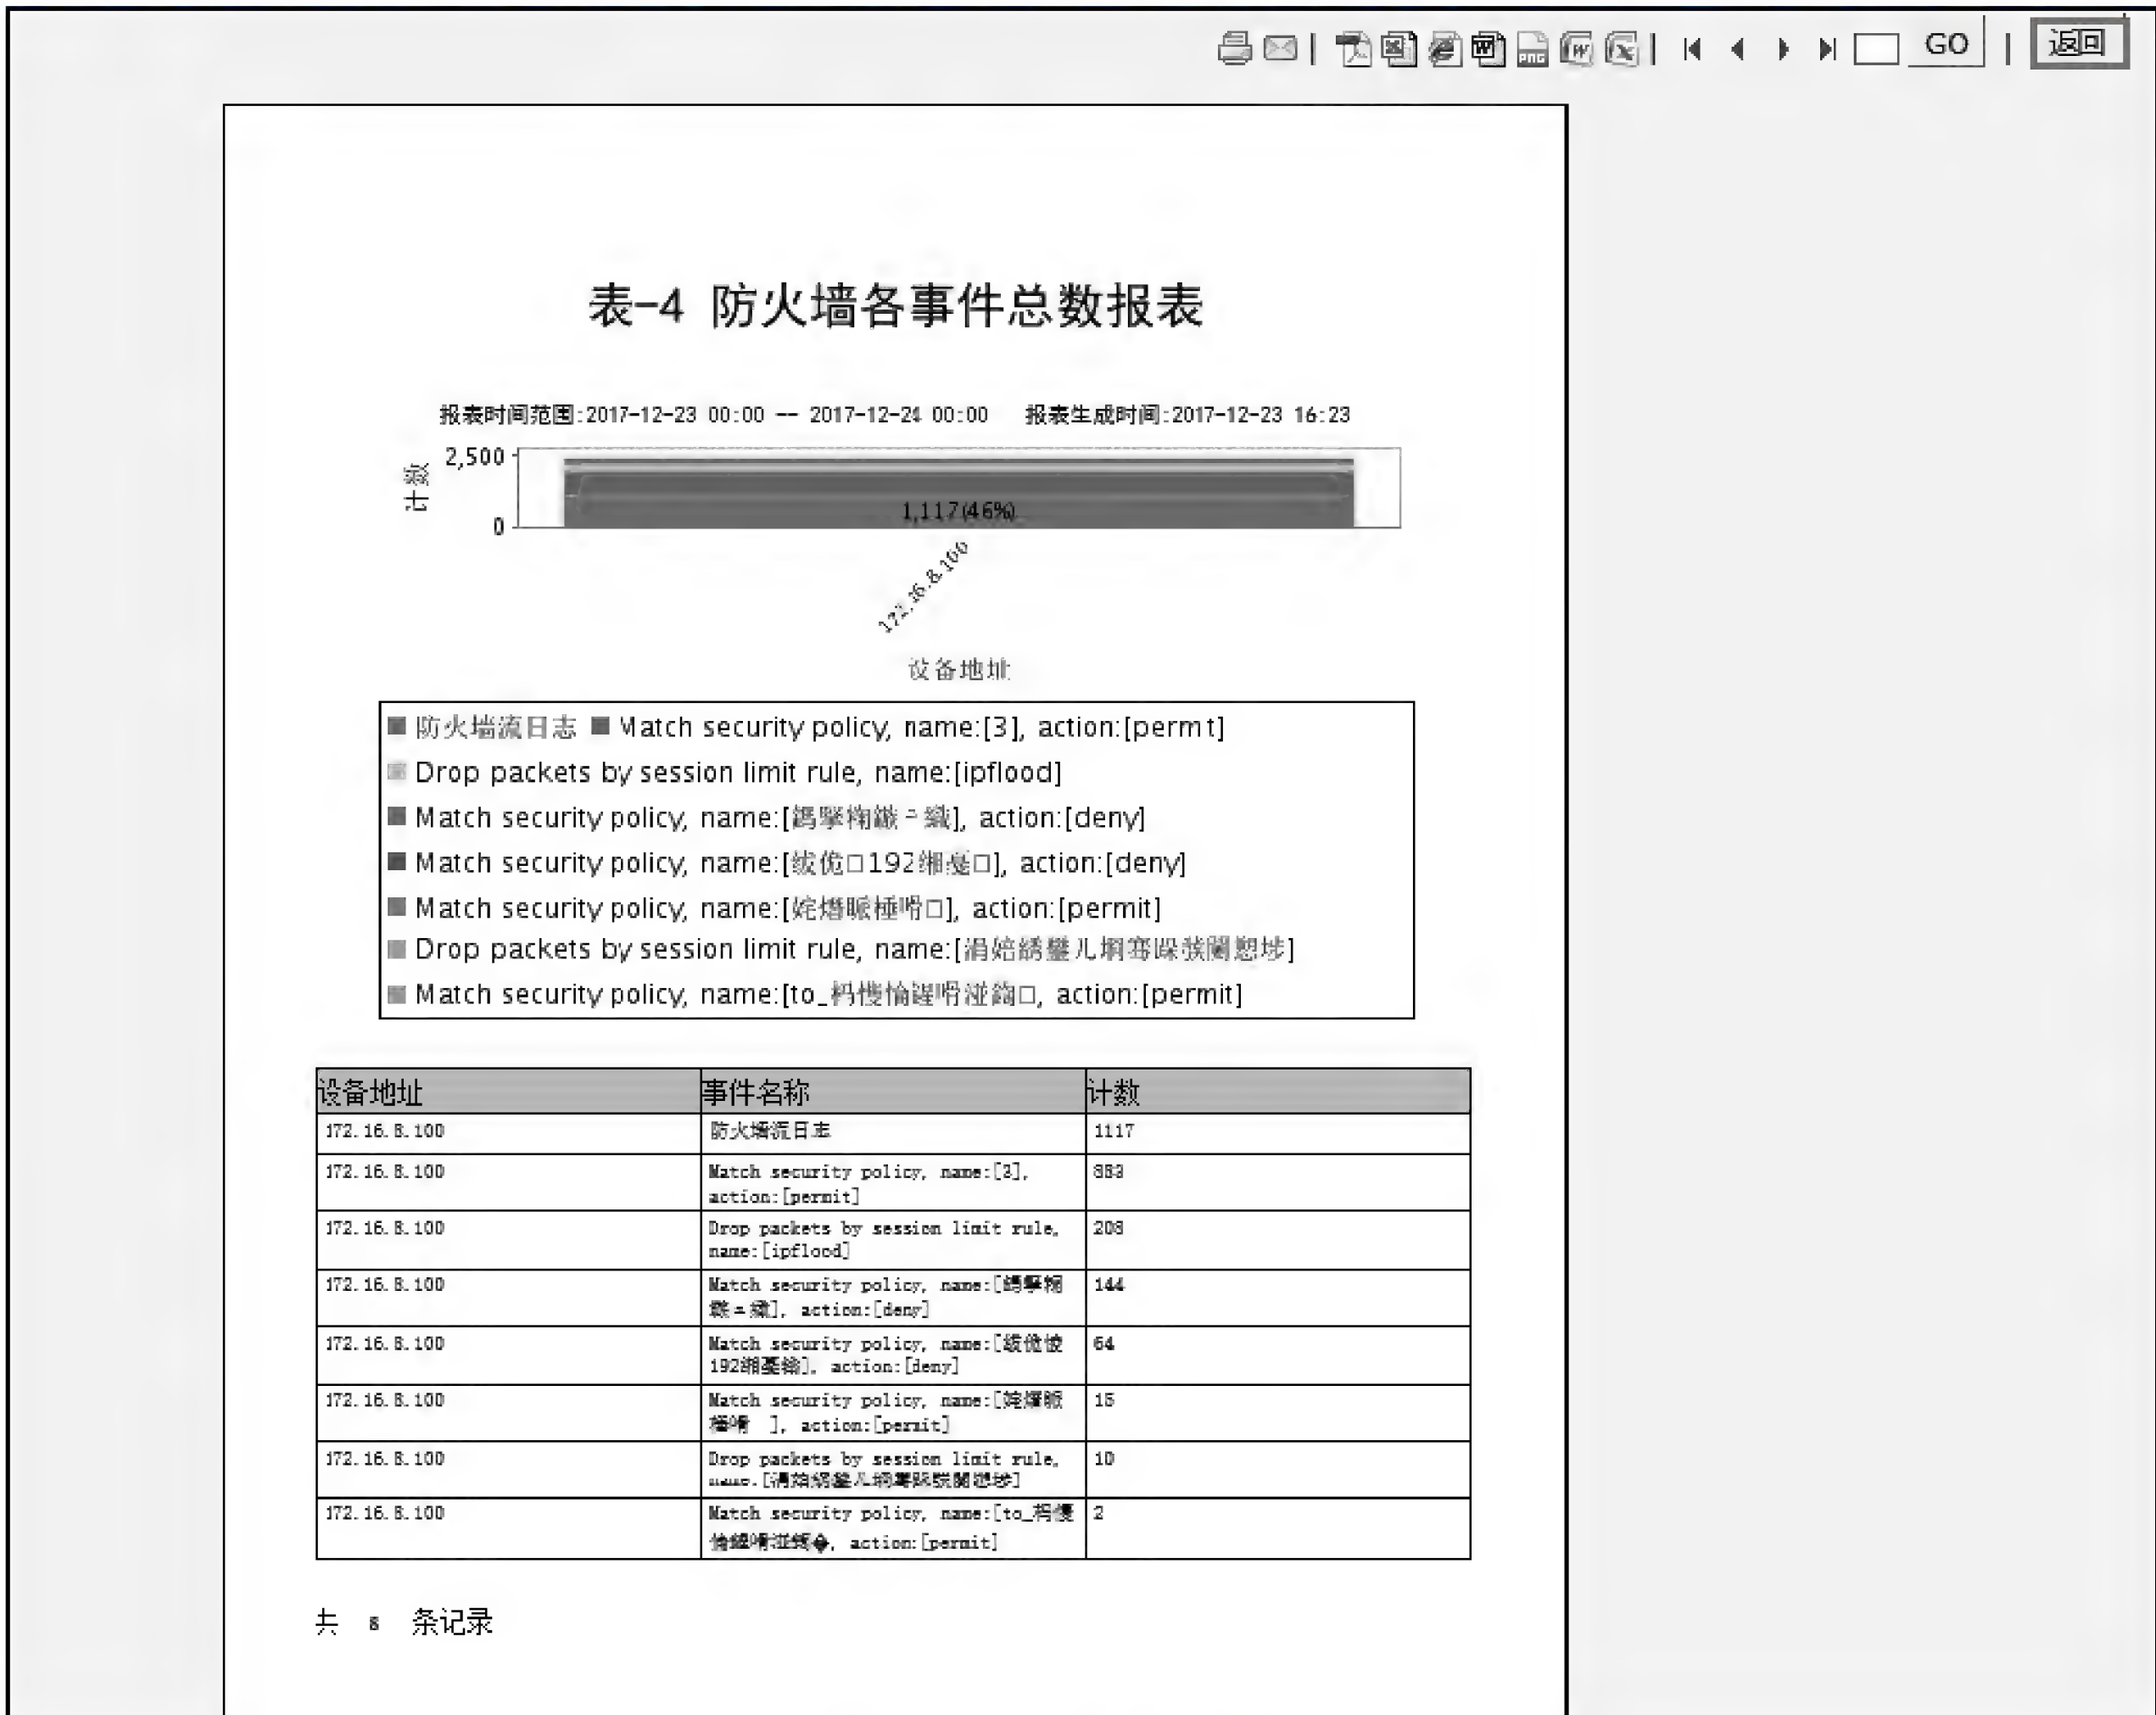 GO
返回
表-4 防火墙各事件总数报表
报表时间范围:2017-12-23 00:00 -- 2017-12-24 00:00 报表生成时间:2017-12-23 16:23
计数
2,500
0
1,117(46%)
172.16.8.100
设备地址
防火墙流日志 Match security policy, name:[3], action:[permit]
Drop packets by session limit rule, name:[ipflood]
Match security policy, name:[ ], action:[deny]
Match security policy, name:[ 192 ], action:[deny]
Match security policy, name:[ ], action:[permit]
Drop packets by session limit rule, name:[ ]
Match security policy, name:[to_ , action:[permit]
设备地址 事件名称 计数
172.16.8.100 防火墙流日志 1117
172.16.8.100 Match security policy, name:[3],
action:[permit]
172.16.8.100 Drop packets by session limit rule, 208
name:[ipflood]
172.16.8.100 Match security policy, name:[ 144
], action:[deny]
172.16.8.100 Match security policy, name:[ 64
192 ], action:[deny]
172.16.8.100 Match security policy, name:[ 15
], action:[permit]
172.16.8.100 Drop packets by session limit rule, 10
name:[ ]
172.16.8.100 Match security policy, name:[to_ 2
, action:[permit]
共 8 条记录